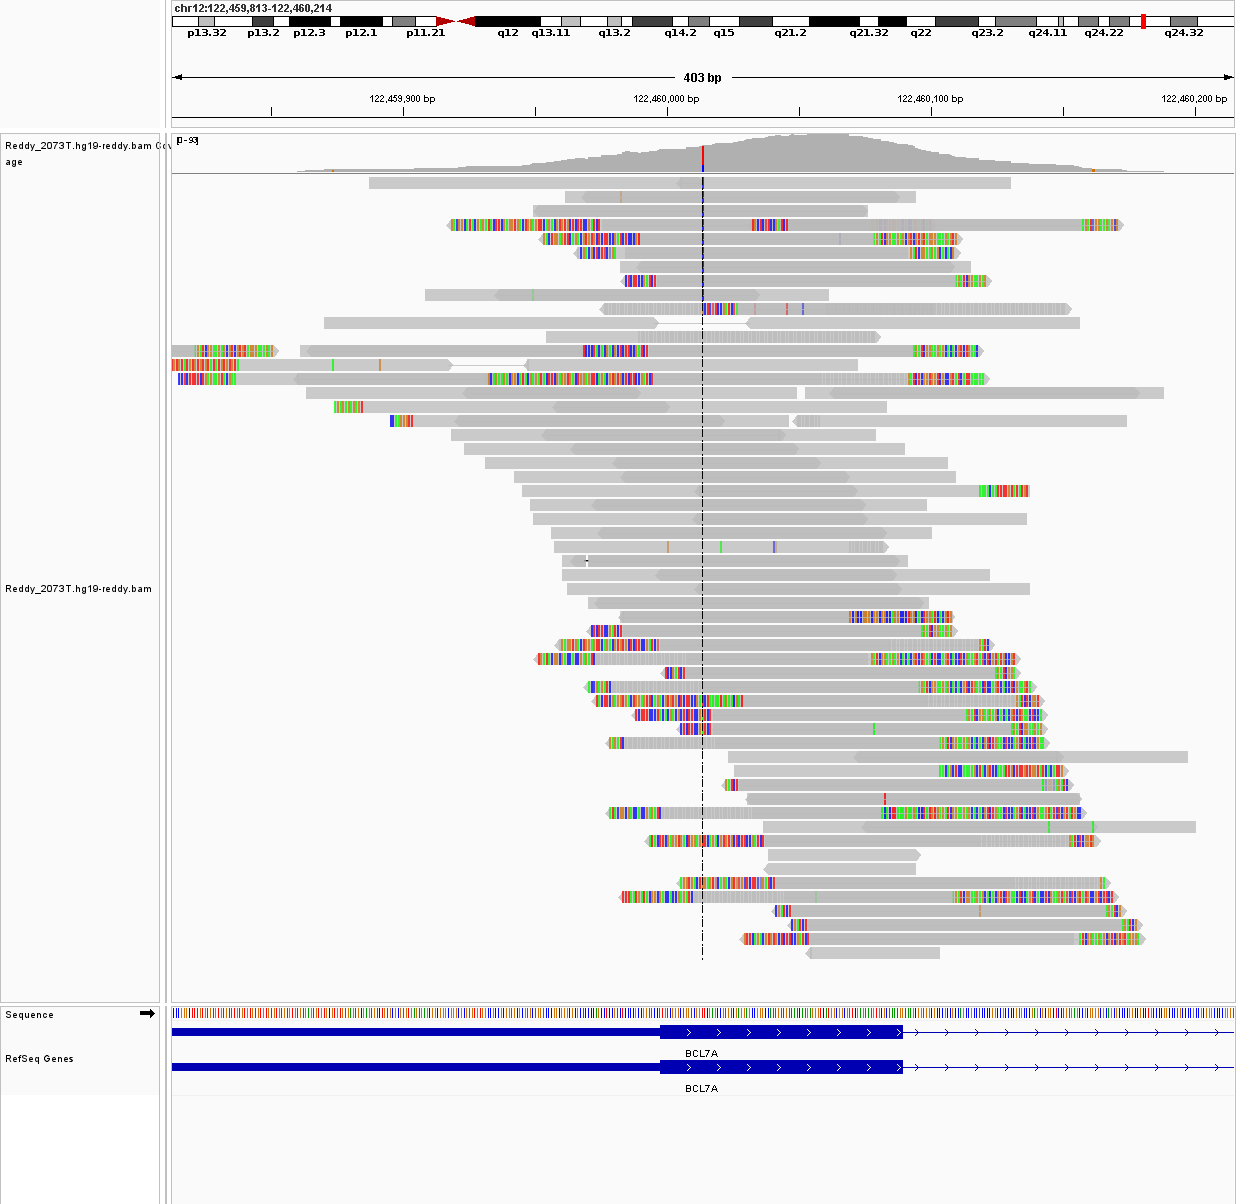 chr12:122,459,813-122,460,214
p13.32 p13.2 p12.3 p12.1 p11.21 q12 q13.11 q13.2 q14.2 q15 q21.2 q21.32 q22 q23.2 q24.11 q24.22 q24.32
403 bp
122,459,900 bp 122,460,000 bp 122,460,100 bp 122,460,200 bp
Reddy_2073T.hg19-reddy.bam Cov
age
[0-93]
Reddy_2073T.hg19-reddy.bam
Sequence
RefSeq Genes
BCL7A
BCL7A